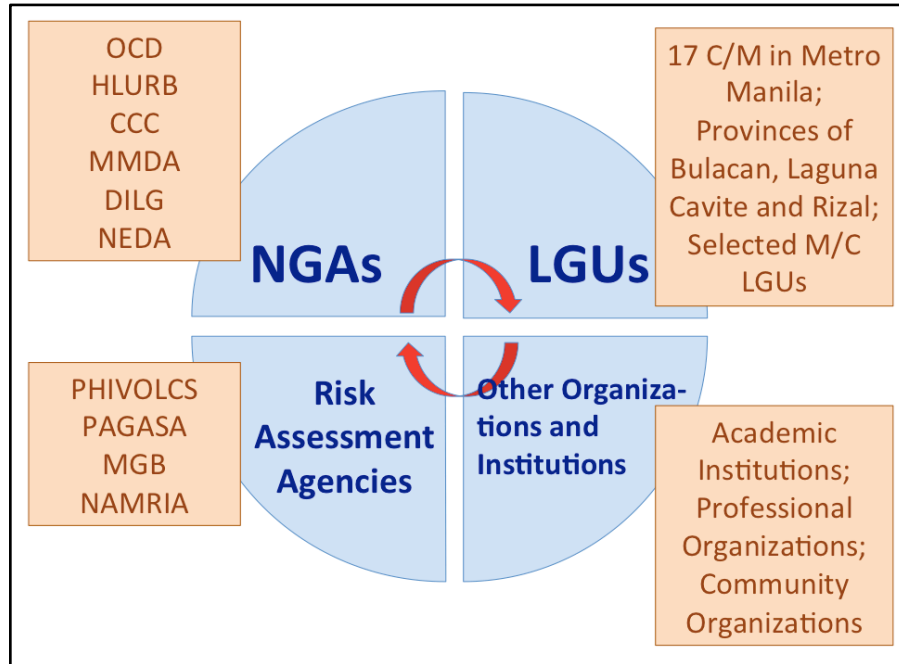 OCD
HLURB
CCC
MMDA
DILG
NEDA
17 C/M in Metro
Manila;
Provinces of
Bulacan, Laguna
Cavite and Rizal;
Selected M/C
LGUs
NGAs
LGUs
PHIVOLCS
PAGASA
MGB
NAMRIA
Risk
Assessment
Agencies
Other Organiza-
tions and
Institutions
Academic
Institutions;
Professional
Organizations;
Community
Organizations